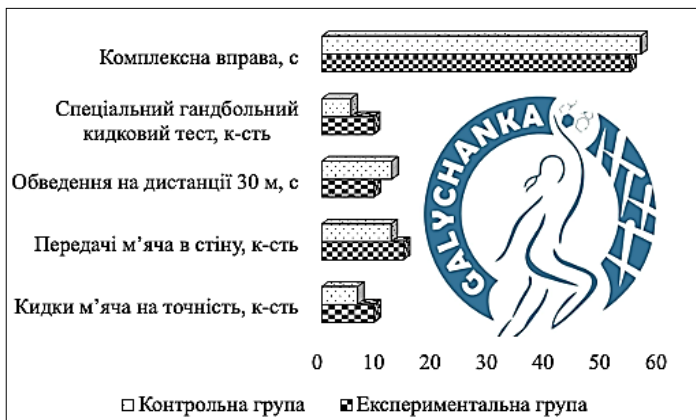 Комплексна вправа, с
Спеціальний гандбольний
кидковий тест, к-сть
Обведення на дистанції 30 м, с
Передачі м’яча в стіну, к-сть
Кидки м’яча на точність, к-сть
GALYCHANKA
0 10 20 30 40 50 60
Контрольна група Експериментальна група